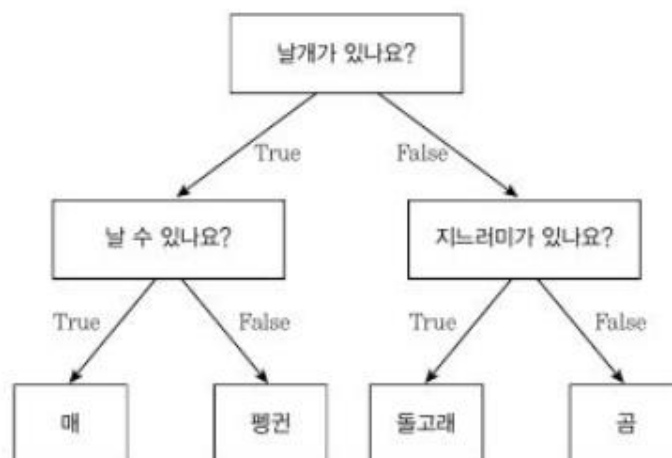 날개가 있나요?
True False
날 수 있나요? 지느러미가 있나요?
True False True False
매 펭귄 돌고래 곰